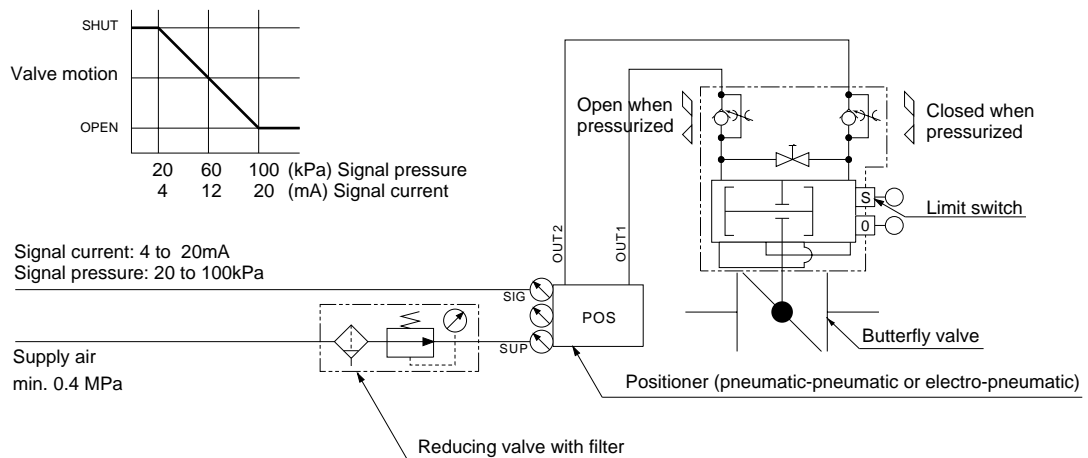 SHUT
Valve motion
OPEN
20 60 100 (kPa) Signal pressure
4 12 20 (mA) Signal current
Open when
pressurized
Closed when
pressurized
S
0
Limit switch
OUT2
OUT1
Signal current: 4 to 20mA
Signal pressure: 20 to 100kPa
SIG
POS
SUP
Supply air
min. 0.4 MPa
Butterfly valve
Positioner (pneumatic-pneumatic or electro-pneumatic)
Reducing valve with filter